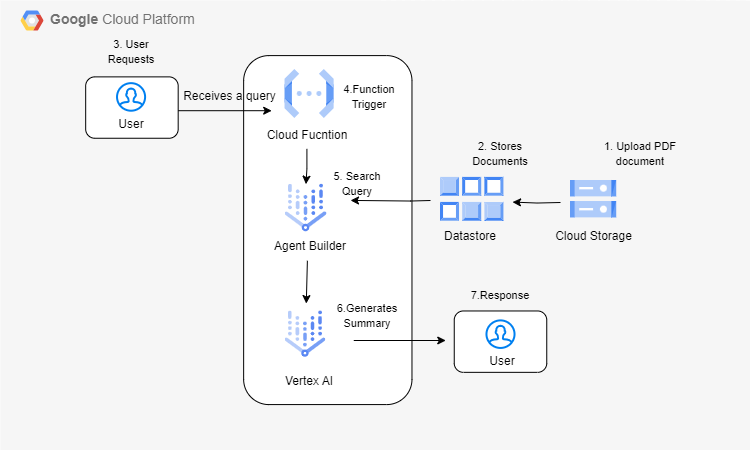 Google Cloud Platform
3. User
Requests
User
Receives a query
4.Function
Trigger
Cloud Fucntion
5. Search
Query
Agent Builder
2. Stores
Documents
Datastore
1. Upload PDF
document
Cloud Storage
6.Generates
Summary
Vertex AI
7.Response
User